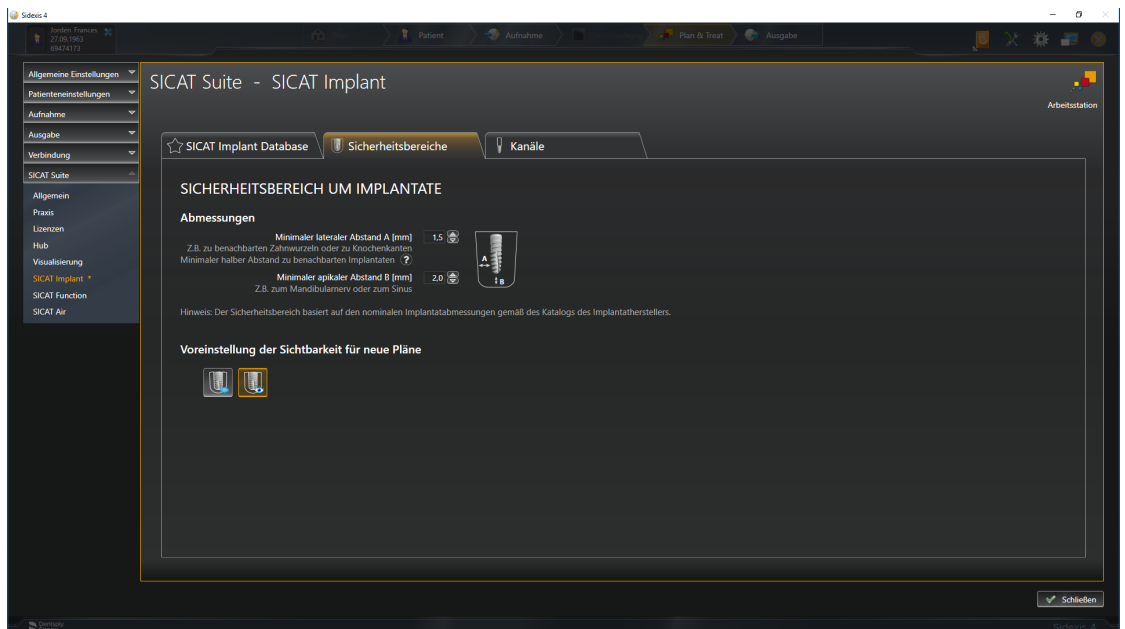 Sidexis 4
Jorden Frances
27.09.1963
69474173
Patient
Aufnahme
Plan & Treat
Ausgabe
Allgemeine Einstellungen
Patienteneinstellungen
Aufnahme
Ausgabe
Verbindung
SICAT Suite
Allgemein
Praxis
Lizenzen
Hub
Visualisierung
SICAT Implant *
SICAT Function
SICAT Air
SICAT Suite - SICAT Implant
Arbeitsstation
SICAT Implant Database
Sicherheitsbereiche
Kanäle
SICHERHEITSBEREICH UM IMPLANTATE
Abmessungen
Minimaler lateraler Abstand A [mm] 1,5
Z.B. zu benachbarten Zahnwurzeln oder zu Knochenkanten
Minimaler halber Abstand zu benachbarten Implantaten ?
Minimaler apikaler Abstand B [mm] 2,0
Z.B. zum Mandibularnerv oder zum Sinus
A
B
Hinweis: Der Sicherheitsbereich basiert auf den nominalen Implantatabmessungen gemäß des Katalogs des Implantatherstellers.
Voreinstellung der Sichtbarkeit für neue Pläne
Schließen
Dentsply
Sidexis 4